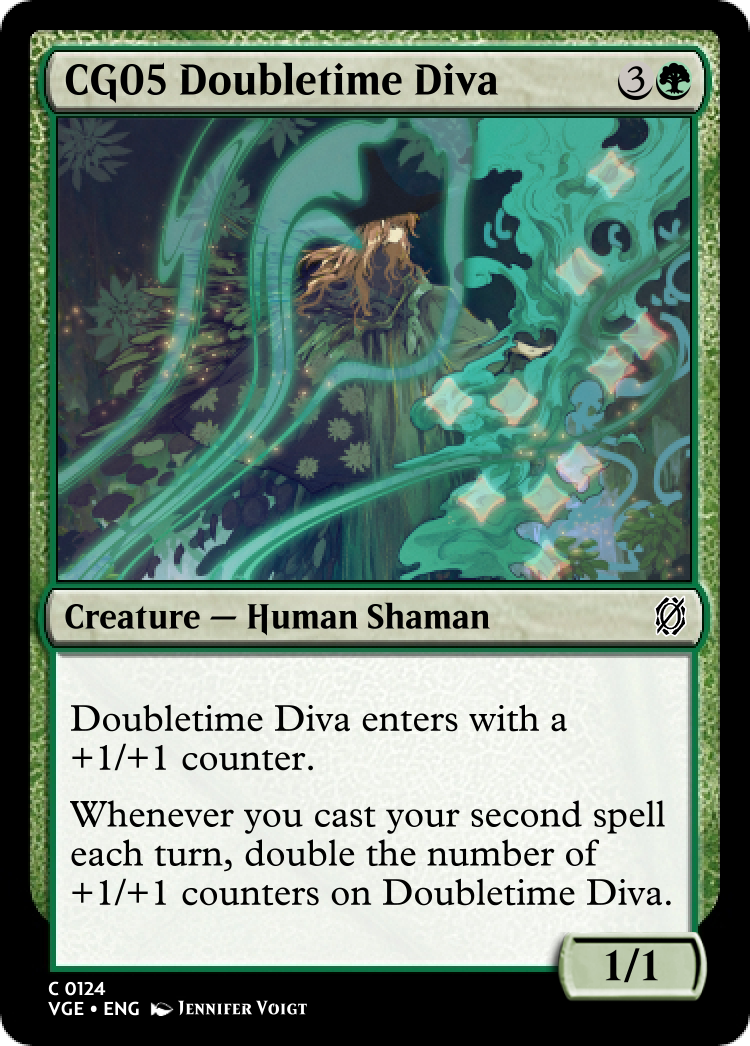 CG05 Doubletime Diva
3
Creature — Human Shaman
Doubletime Diva enters with a
+1/+1 counter.
Whenever you cast your second spell
each turn, double the number of
+1/+1 counters on Doubletime Diva.
1/1
C 0124
VGE • ENG JENNIFER VOIGT